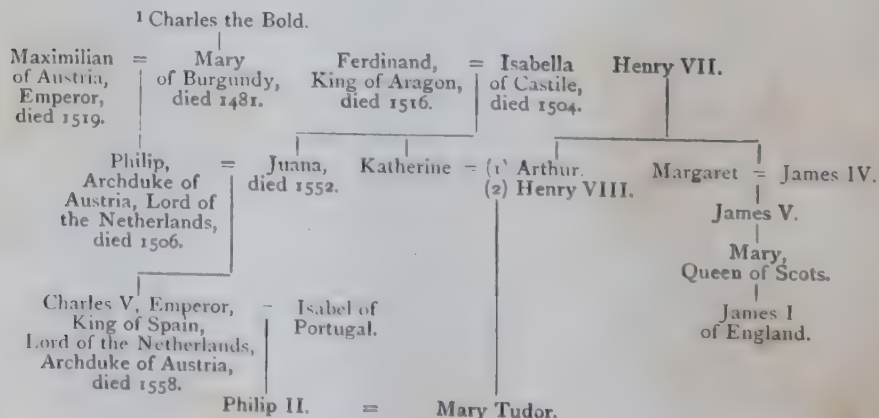 1 Charles the Bold.
Maximilian = Mary Ferdinand, = Isabella Henry VII.
of Austria, of Burgundy, King of Aragon, of Castile,
Emperor, died 1481. died 1516. died 1504.
died 1519.
Philip, = Juana, Katherine = (1) Arthur. Margaret = James IV.
Archduke of died 1552. (2) Henry VIII.
Austria, Lord of James V.
the Netherlands,
died 1506. Mary,
Queen of Scots.
Charles V, Emperor, = Isabel of James I
King of Spain, Portugal. of England.
Lord of the Netherlands,
Archduke of Austria,
died 1558.
Philip II. = Mary Tudor.